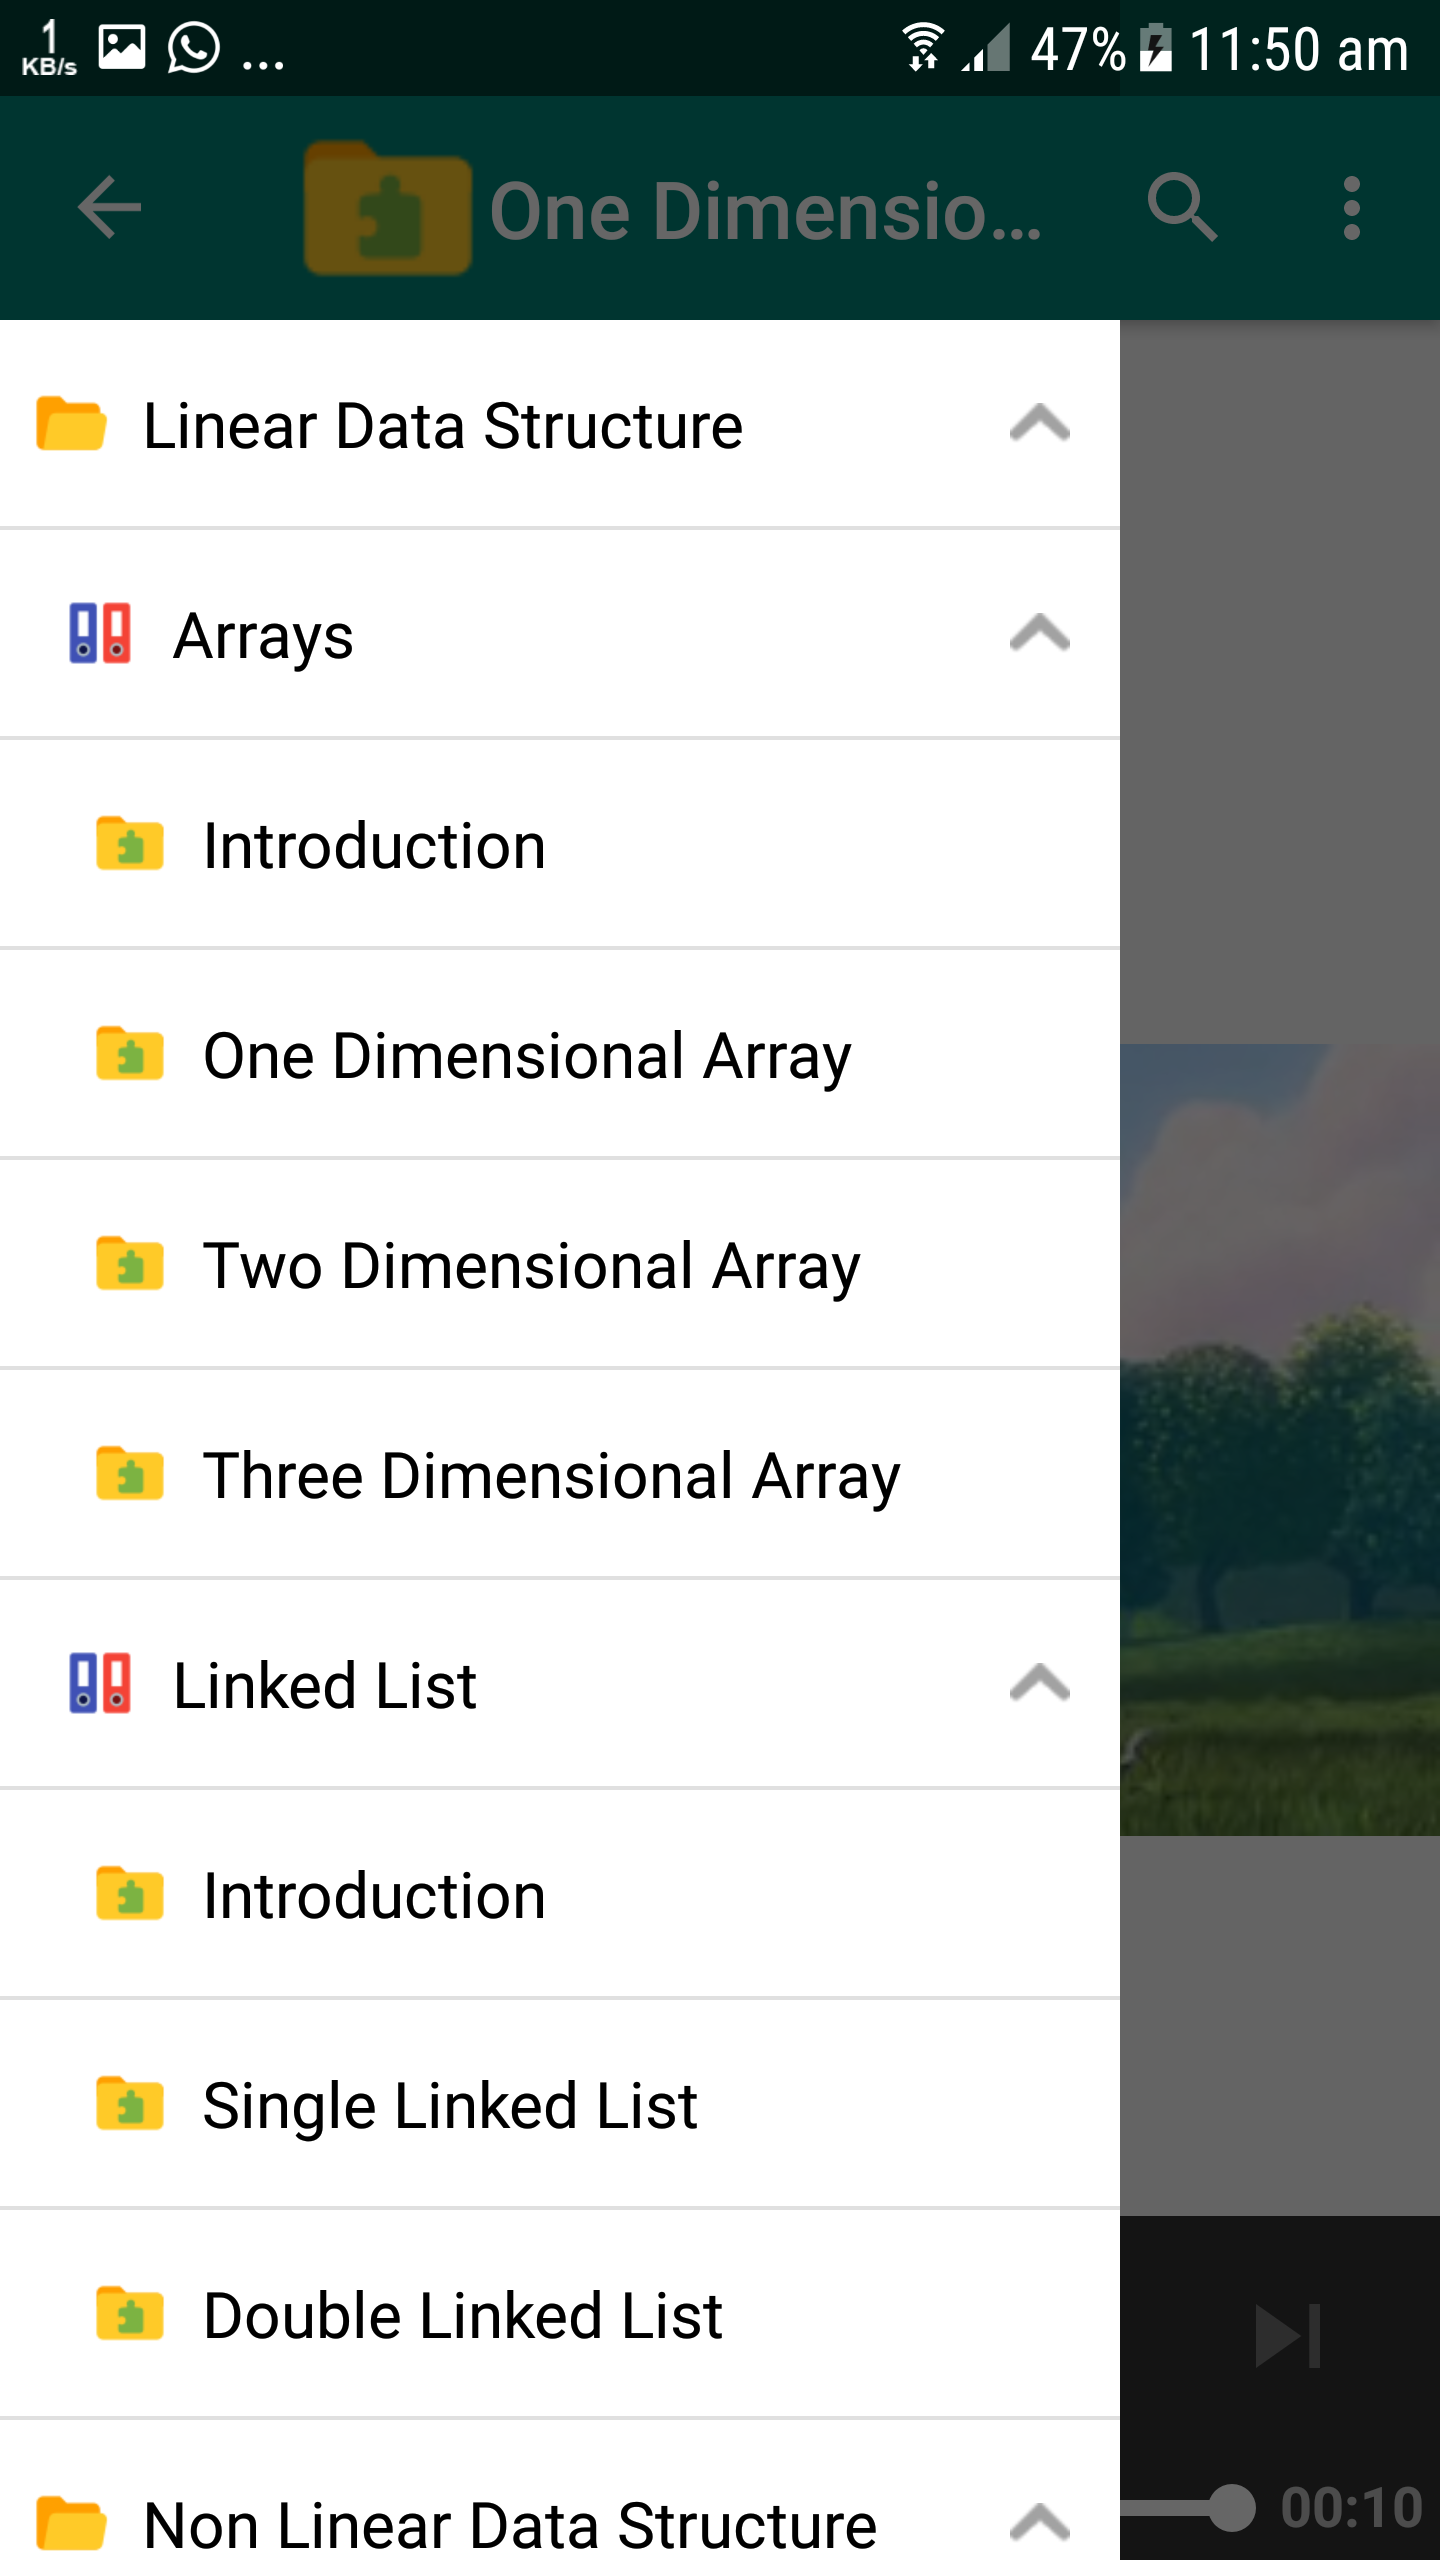 1
KB/s
... 47% 11:50 am
One Dimensio...
Linear Data Structure
Arrays
Introduction
One Dimensional Array
Two Dimensional Array
Three Dimensional Array
Linked List
Introduction
Single Linked List
Double Linked List
Non Linear Data Structure
00:10